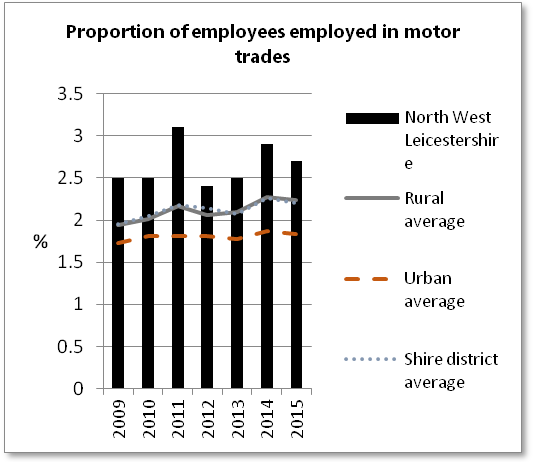 Proportion of employees employed in motor
trades
3.5
3
2.5
2
1.5
1
0.5
0
%
2009
2010
2011
2012
2013
2014
2015
North West
Leicestershir
e
Rural
average
Urban
average
Shire district
average